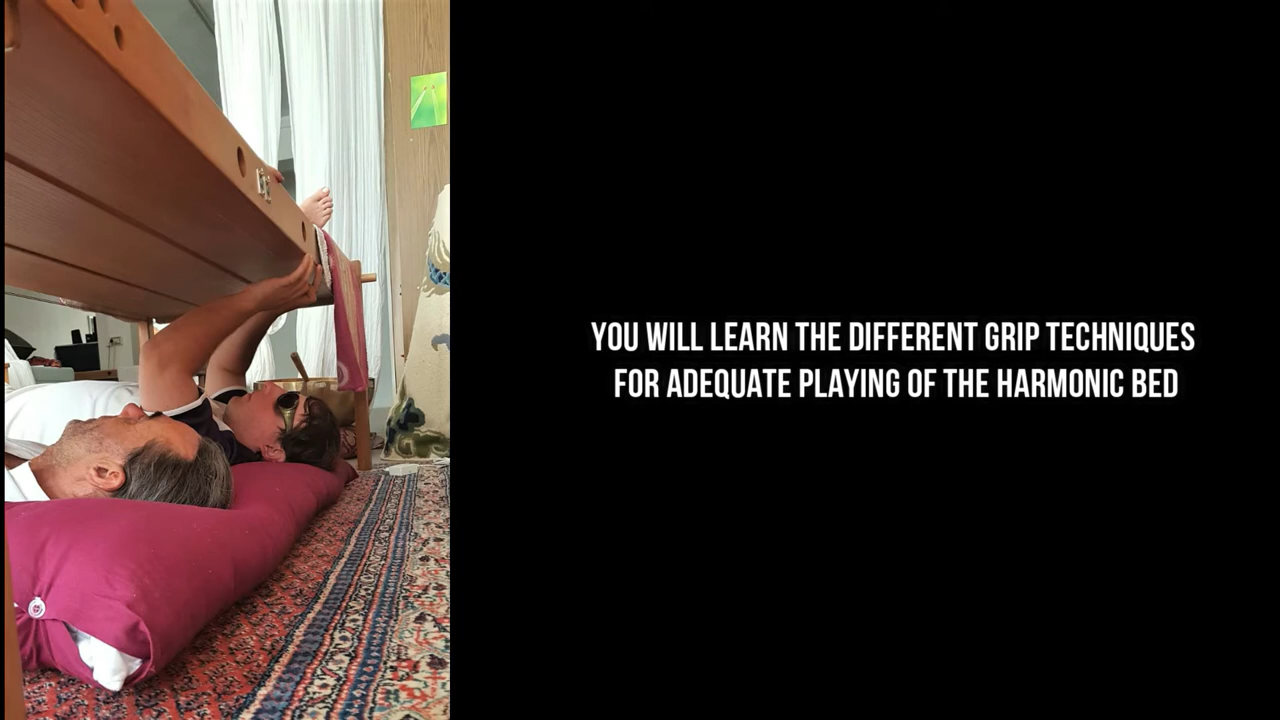 YOU WILL LEARN THE DIFFERENT GRIP TECHNIQUES
FOR ADEQUATE PLAYING OF THE HARMONIC BED